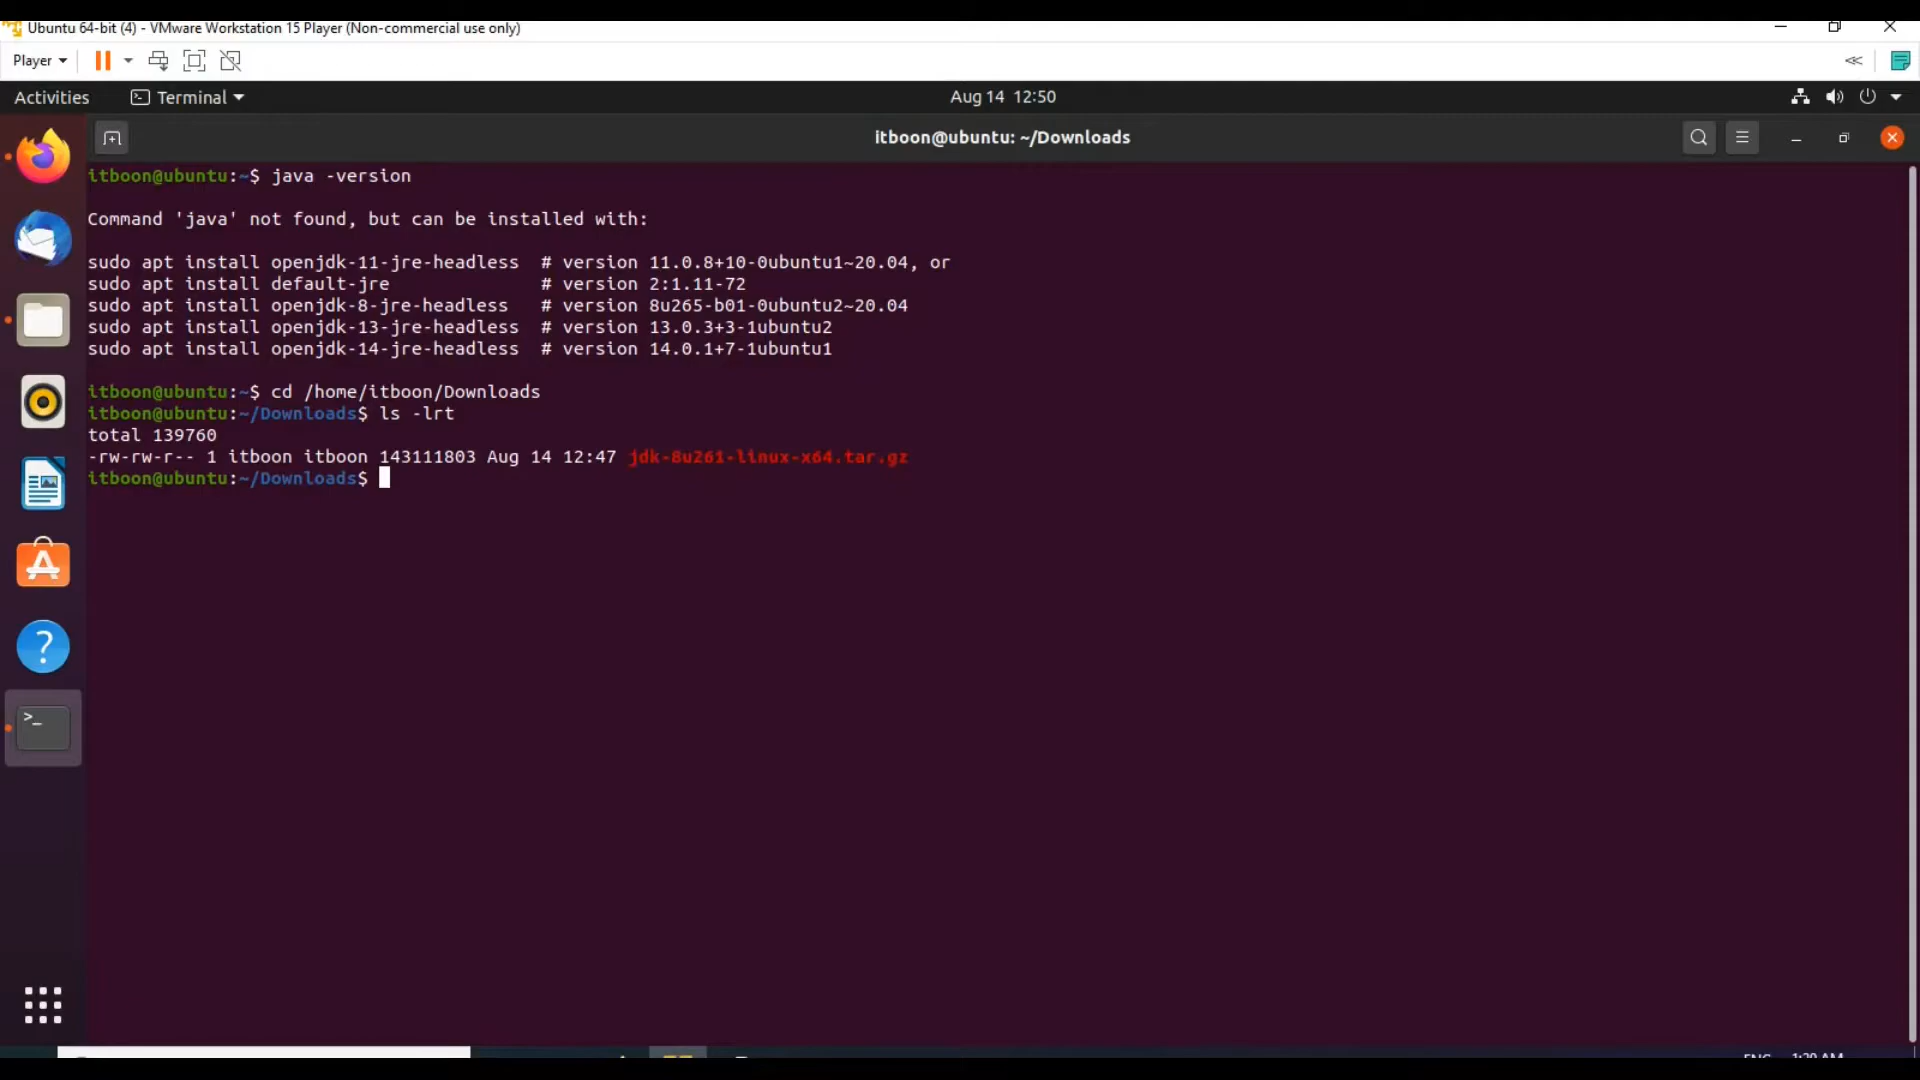 Ubuntu 64-bit (4) - VMware Workstation 15 Player (Non-commercial use only)
Player
Activities
Terminal
Aug 14 12:50
itboon@ubuntu: ~/Downloads
itboon@ubuntu:~$ java -version
Command 'java' not found, but can be installed with:
sudo apt install openjdk-11-jre-headless  # version 11.0.8+10-0ubuntu1~20.04, or
sudo apt install default-jre              # version 2:1.11-72
sudo apt install openjdk-8-jre-headless   # version 8u265-b01-0ubuntu2~20.04
sudo apt install openjdk-13-jre-headless  # version 13.0.3+3-1ubuntu2
sudo apt install openjdk-14-jre-headless  # version 14.0.1+7-1ubuntu1
itboon@ubuntu:~$ cd /home/itboon/Downloads
itboon@ubuntu:~/Downloads$ ls -lrt
total 139760
-rw-rw-r-- 1 itboon itboon 143111803 Aug 14 12:47 jdk-8u261-linux-x64.tar.gz
itboon@ubuntu:~/Downloads$